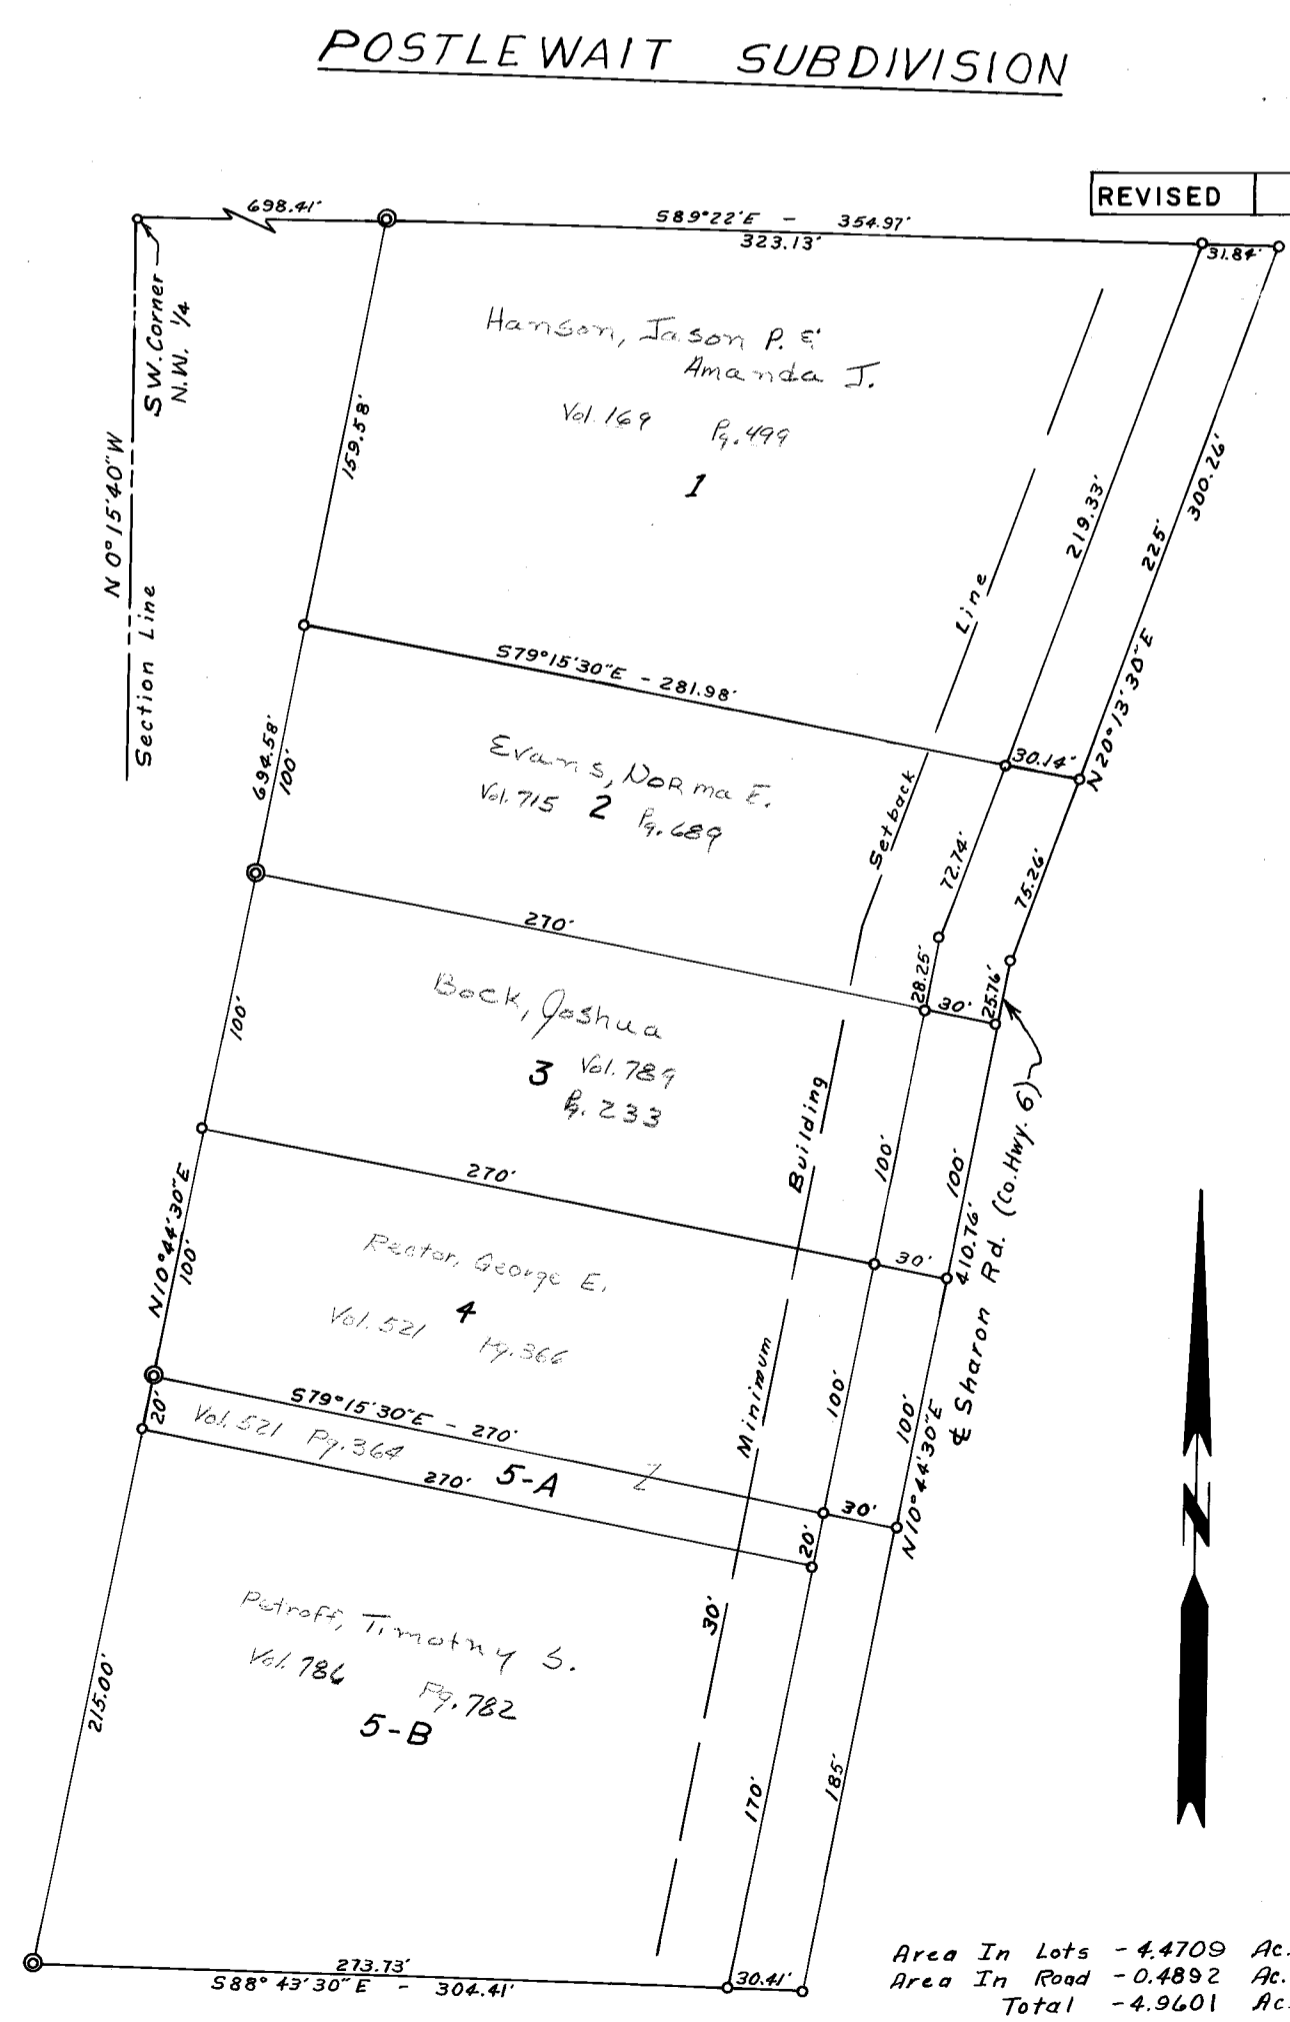 POSTLEWAIT SUBDIVISION
REVISED
698.41'
S89°22'E - 354.97'
323.13'
31.84'
SW. Corner
N.W. 1/4
N 0°15'40"W
Section Line
Hanson, Jason P. &
Amanda J.
Vol. 169 Pg. 499
1
159.58'
219.33'
300.26'
225'
N20°13'30"E
S79°15'30"E - 281.98'
30.14'
694.58'
100'
Evans, Norma E.
Vol. 715 2 Pg. 689
Setback Line
72.74'
75.26'
270'
28.25'
30'
25.76'
Bock, Joshua
3 Vol. 789
Pg. 233
100'
Building
100'
100'
270'
30'
410.76'
℄ Sharon Rd. (Co. Hwy. 6)
N10°44'30"E
100'
Rector, George E.
4
Vol. 521 Pg. 366
Minimum
100'
100'
N10°44'30"E
S79°15'30"E - 270'
20'
Vol. 521 Pg. 364
270' 5-A Z
30'
20'
30'
Petroff, Timothy S.
Vol. 786 Pg. 782
5-B
215.00'
170'
185'
273.73'
S88°43'30"E - 304.41'
30.41'
N
Area In Lots - 4.4709 Ac.
Area In Road - 0.4892 Ac.
Total - 4.9601 Ac.